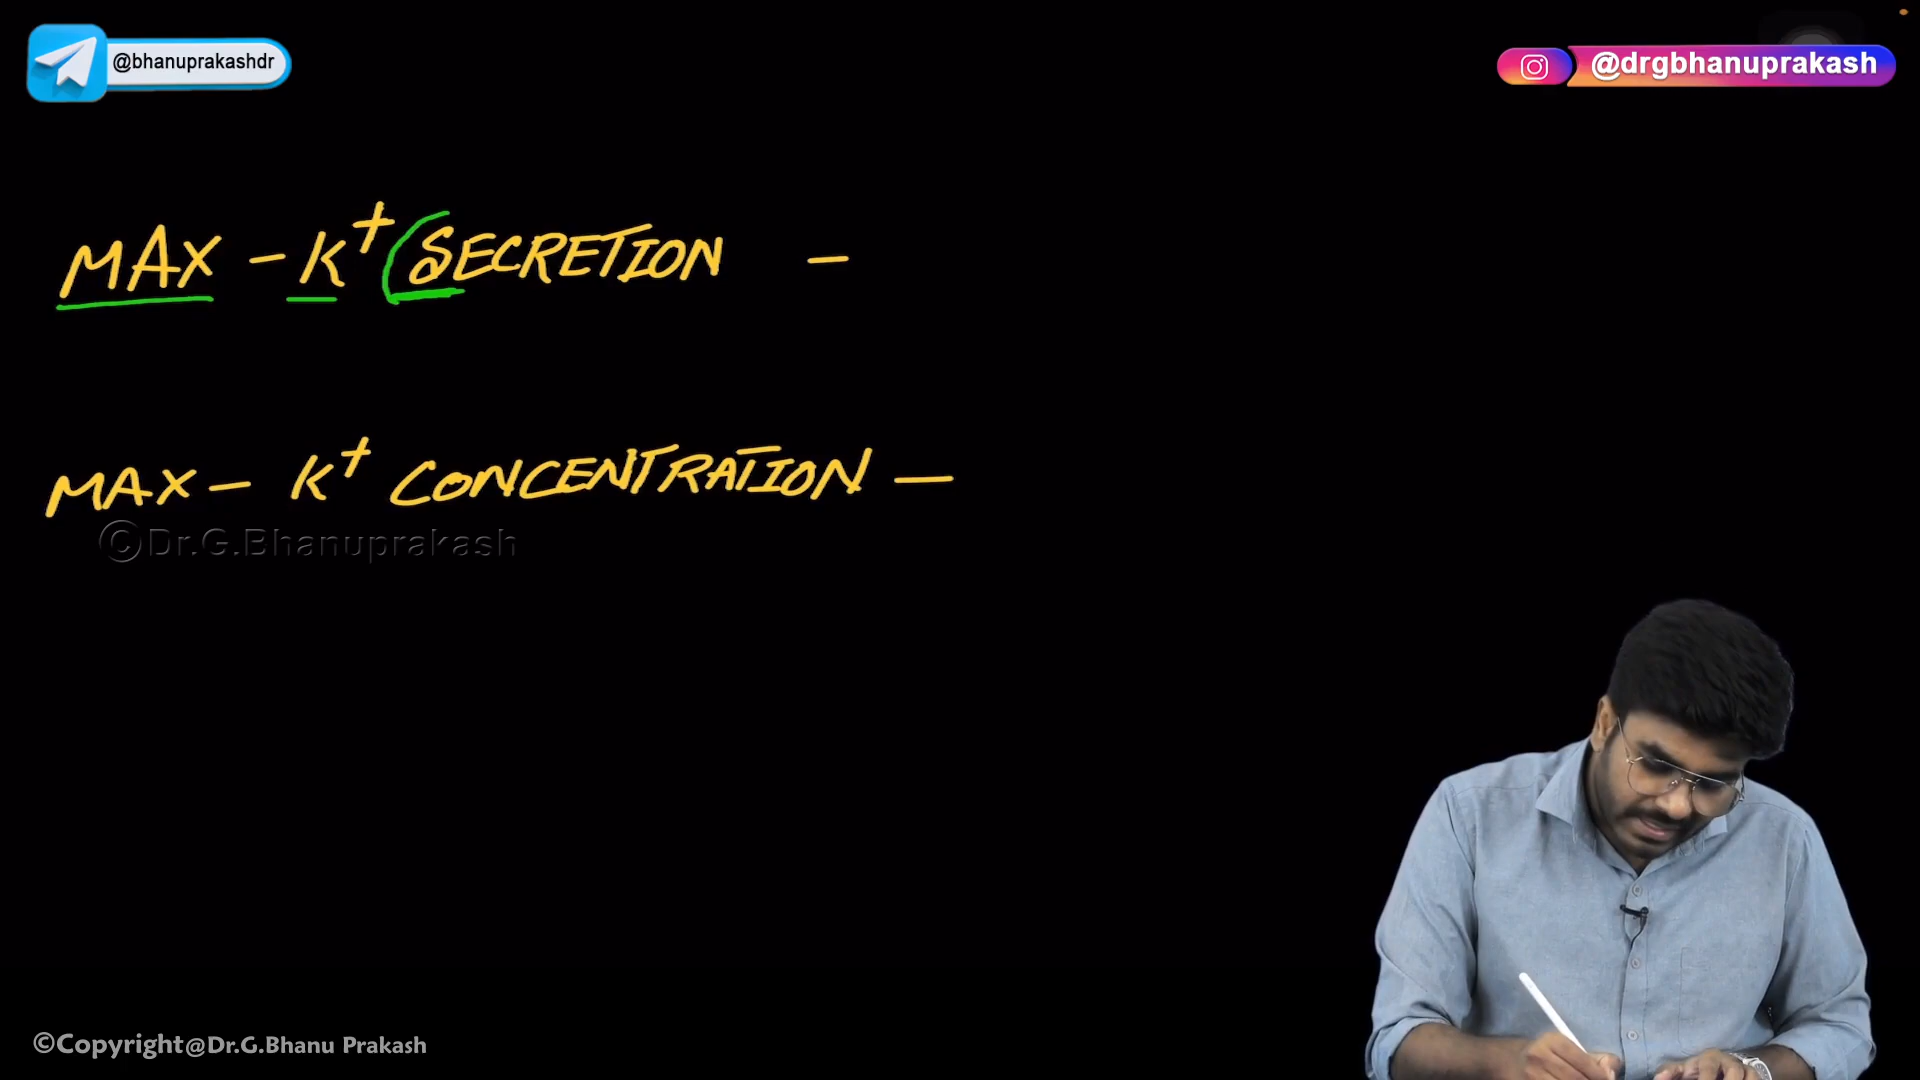 @bhanuprakashdr
@drgbhanuprakash
MAX - K+ SECRETION -
MAX - K+ CONCENTRATION -
©Dr.G.Bhanuprakash
©Copyright@Dr.G.Bhanu Prakash